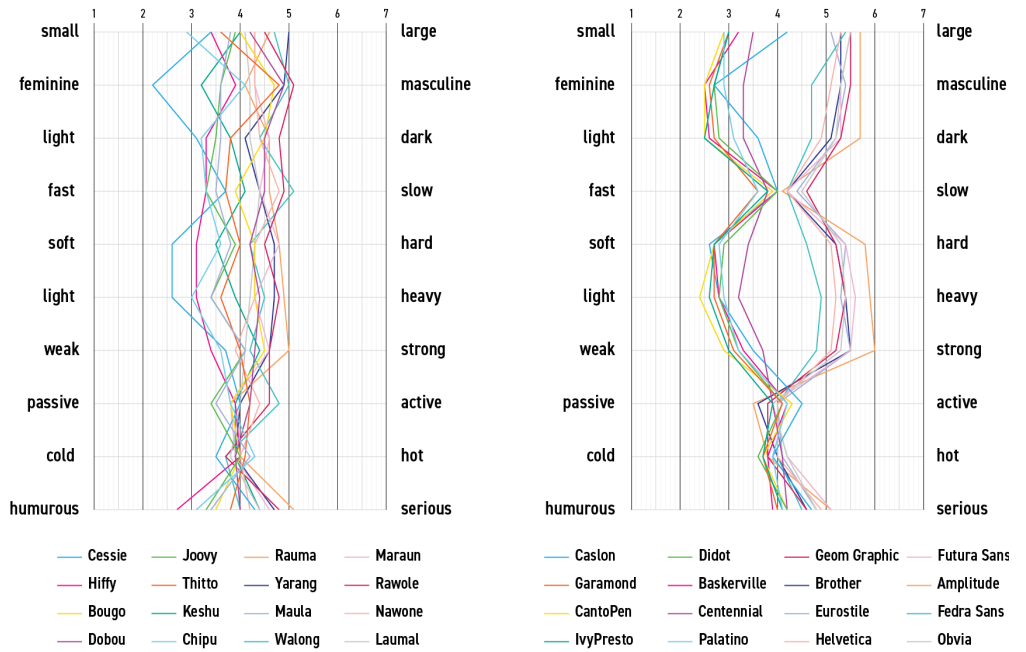 1 2 3 4 5 6 7
small large
feminine masculine
light dark
fast slow
soft hard
light heavy
weak strong
passive active
cold hot
humurous serious
Cessie Joovy Rauma Maraun
Hiffy Thitto Yarang Rawole
Bougo Keshu Maula Nawone
Dobou Chipu Walong Laumal
1 2 3 4 5 6 7
small large
feminine masculine
light dark
fast slow
soft hard
light heavy
weak strong
passive active
cold hot
humurous serious
Caslon Didot Geom Graphic Futura Sans
Garamond Baskerville Brother Amplitude
CantoPen Centennial Eurostile Fedra Sans
IvyPresto Palatino Helvetica Obvia